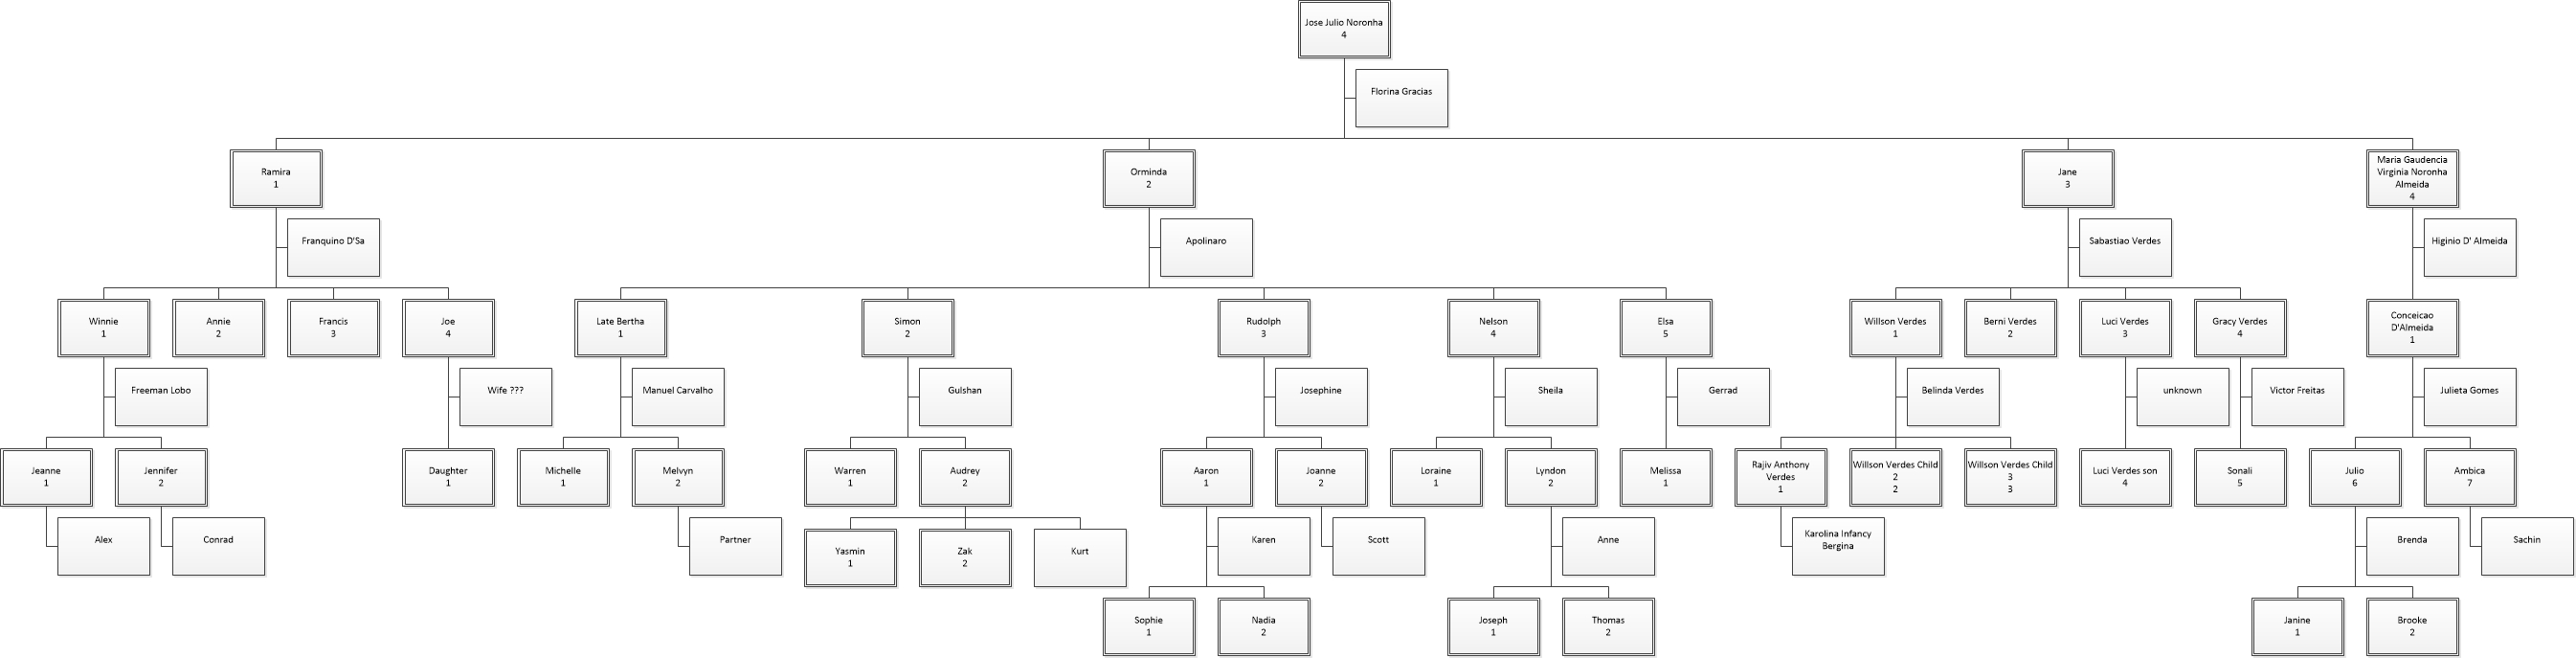 Jose Julio Noronha
4
Florina Gracias
Ramira
1
Orminda
2
Jane
3
Maria Gaudencia
Virginia Noronha
Almeida
4
Franquino D'Sa
Apolinaro
Sabastiao Verdes
Higinio D' Almeida
Winnie
1
Annie
2
Francis
3
Joe
4
Late Bertha
1
Simon
2
Rudolph
3
Nelson
4
Elsa
5
Willson Verdes
1
Berni Verdes
2
Luci Verdes
3
Gracy Verdes
4
Conceicao
D'Almeida
1
Freeman Lobo
Wife ???
Manuel Carvalho
Gulshan
Josephine
Sheila
Gerrad
Belinda Verdes
unknown
Victor Freitas
Julieta Gomes
Jeanne
1
Jennifer
2
Daughter
1
Michelle
1
Melvyn
2
Warren
1
Audrey
2
Aaron
1
Joanne
2
Loraine
1
Lyndon
2
Melissa
1
Rajiv Anthony
Verdes
1
Willson Verdes Child
2
2
Willson Verdes Child
3
3
Luci Verdes son
4
Sonali
5
Julio
6
Ambica
7
Alex
Conrad
Partner
Yasmin
1
Zak
2
Kurt
Karen
Scott
Anne
Karolina Infancy
Bergina
Brenda
Sachin
Sophie
1
Nadia
2
Joseph
1
Thomas
2
Janine
1
Brooke
2